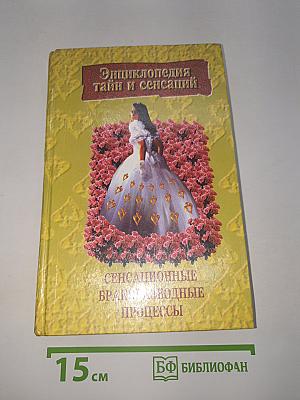 Энциклопедия
тайн и сенсаций
СЕНСАЦИОННЫЕ
БРАКОРАЗВОДНЫЕ
ПРОЦЕССЫ
15 см
БФ БИБЛИОФАН